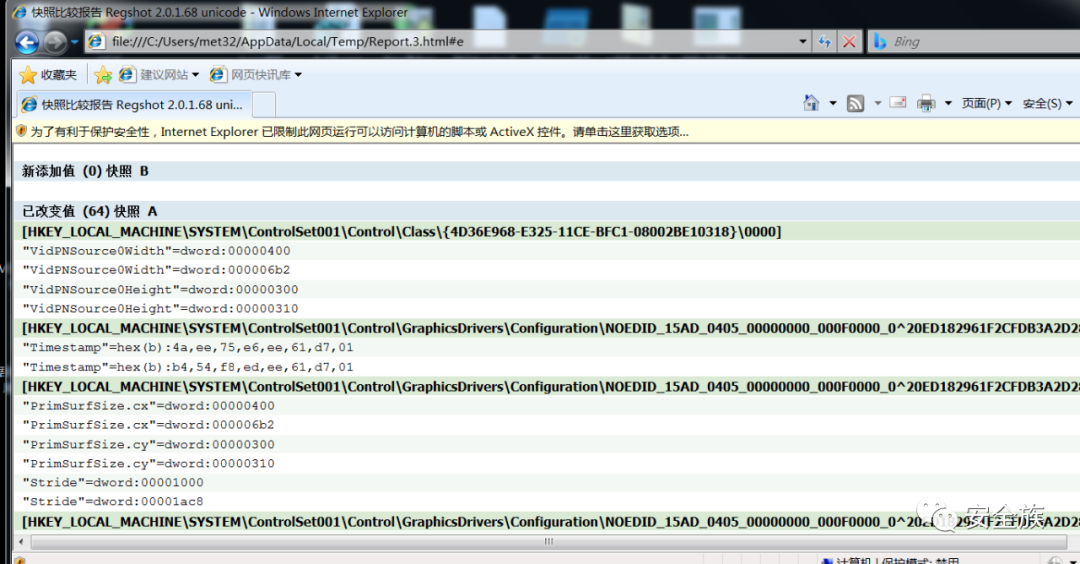 快照比较报告 Regshot 2.0.1.68 unicode - Windows Internet Explorer
file:///C:/Users/met32/AppData/Local/Temp/Report.3.html#e
Bing
收藏夹 建议网站 网页快讯库
快照比较报告 Regshot 2.0.1.68 uni...
页面(P) 安全(S)
为了有利于保护安全性，Internet Explorer 已限制此网页运行可以访问计算机的脚本或 ActiveX 控件。请单击这里获取选项...
新添加值 (0) 快照 B
已改变值 (64) 快照 A
[HKEY_LOCAL_MACHINE\SYSTEM\ControlSet001\Control\Class\{4D36E968-E325-11CE-BFC1-08002BE10318}\0000]
"VidPNSource0Width"=dword:00000400
"VidPNSource0Width"=dword:000006b2
"VidPNSource0Height"=dword:00000300
"VidPNSource0Height"=dword:00000310
[HKEY_LOCAL_MACHINE\SYSTEM\ControlSet001\Control\GraphicsDrivers\Configuration\NOEDID_15AD_0405_00000000_000F0000_0^20ED182961F2CFDB3A2D28
"Timestamp"=hex(b):4a,ee,75,e6,ee,61,d7,01
"Timestamp"=hex(b):b4,54,f8,ed,ee,61,d7,01
[HKEY_LOCAL_MACHINE\SYSTEM\ControlSet001\Control\GraphicsDrivers\Configuration\NOEDID_15AD_0405_00000000_000F0000_0^20ED182961F2CFDB3A2D28
"PrimSurfSize.cx"=dword:00000400
"PrimSurfSize.cx"=dword:000006b2
"PrimSurfSize.cy"=dword:00000300
"PrimSurfSize.cy"=dword:00000310
"Stride"=dword:00001000
"Stride"=dword:00001ac8
[HKEY_LOCAL_MACHINE\SYSTEM\ControlSet001\Control\GraphicsDrivers\Configuration\NOEDID_15AD_0405_00000000_000F0000_0^20ED182961F2CFDB3A2D28
安全族
计算机 | 保护模式: 禁用